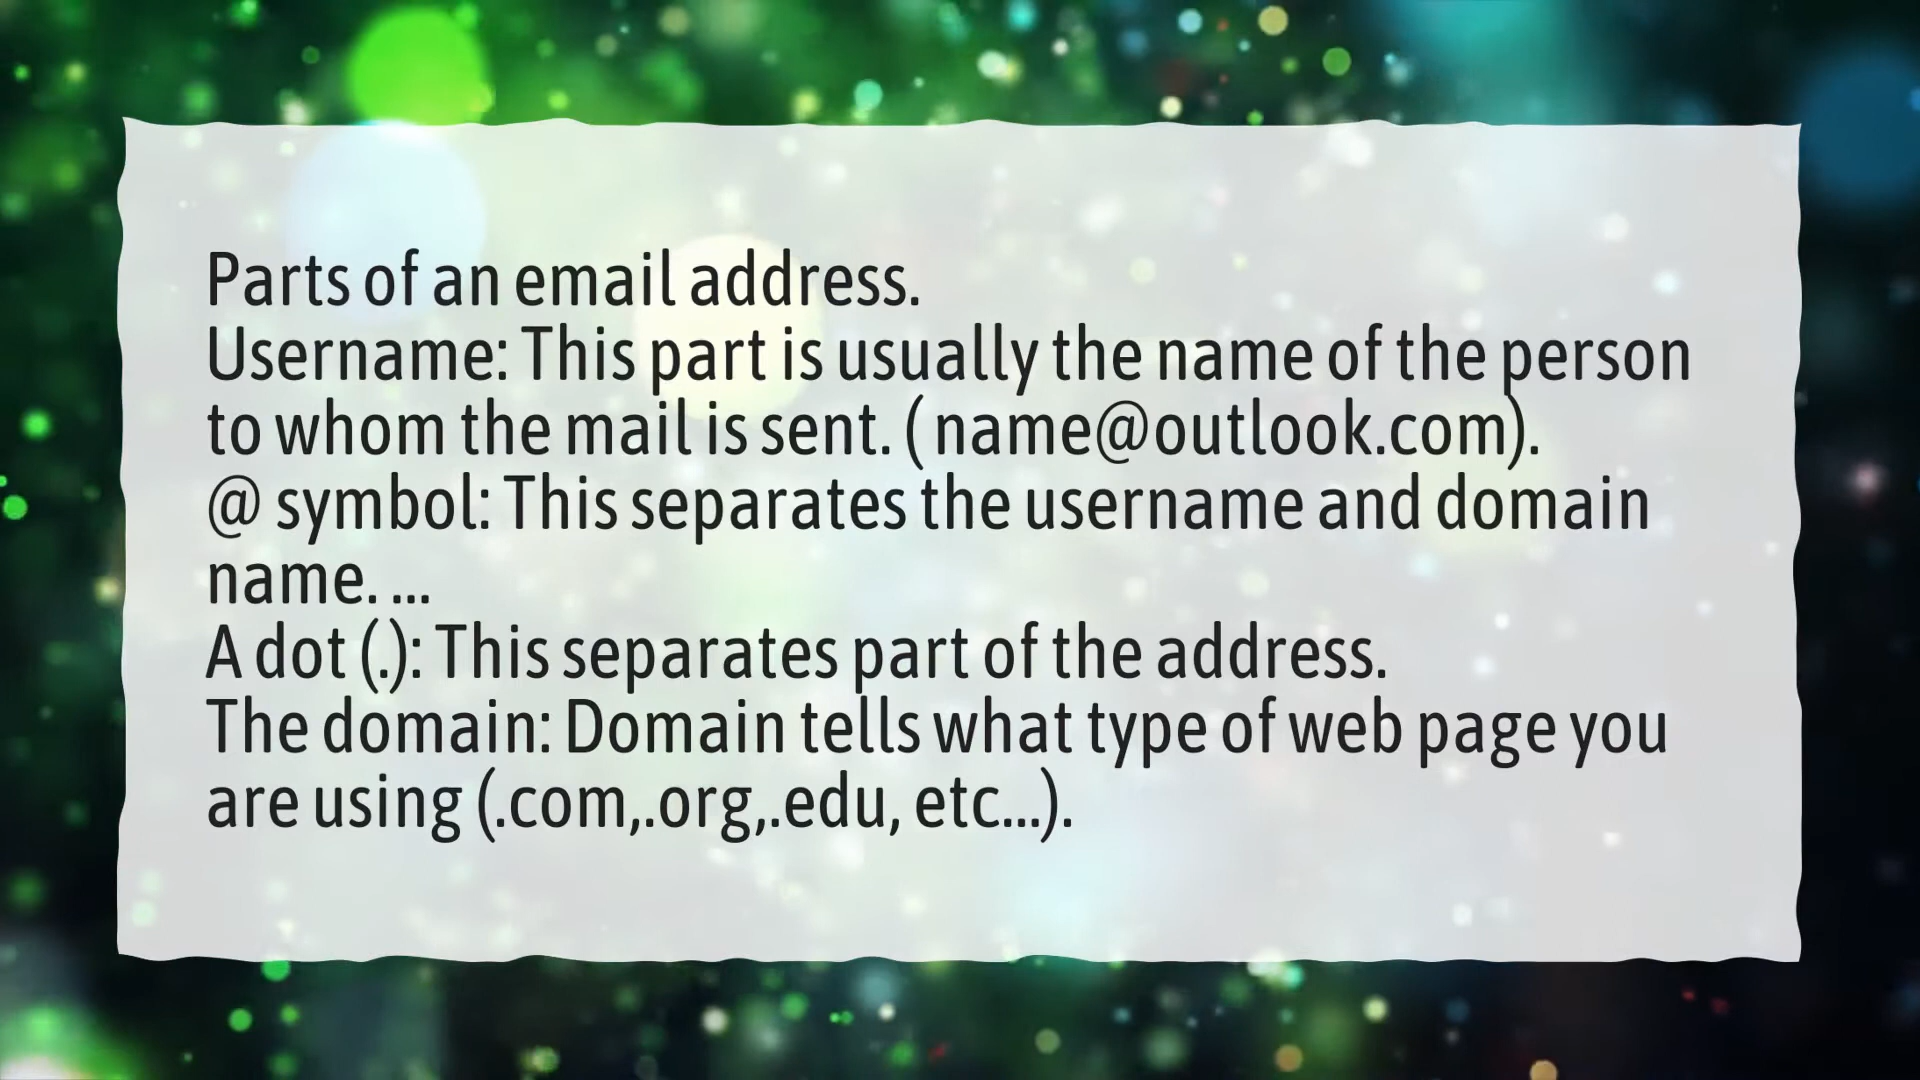 Parts of an email address.
Username: This part is usually the name of the person
to whom the mail is sent. ( name@outlook.com).
@ symbol: This separates the username and domain
name. ...
A dot (.): This separates part of the address.
The domain: Domain tells what type of web page you
are using (.com,.org,.edu, etc...).